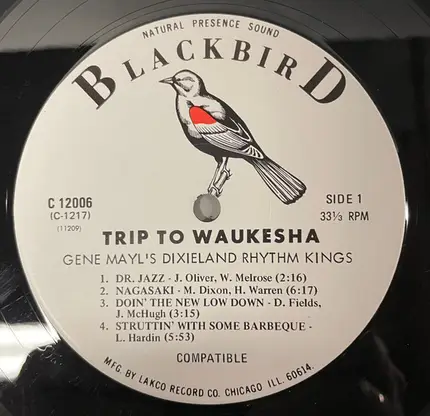 NATURAL PRESENCE SOUND
BLACKBIRD
C 12006
(C-1217)
(11209)
SIDE 1
33⅓ RPM
TRIP TO WAUKESHA
GENE MAYL'S DIXIELAND RHYTHM KINGS
1. DR. JAZZ - J. Oliver, W. Melrose (2:16)
2. NAGASAKI - M. Dixon, H. Warren (6:17)
3. DOIN' THE NEW LOW DOWN - D. Fields,
J. McHugh (3:15)
4. STRUTTIN' WITH SOME BARBEQUE -
L. Hardin (5:53)
COMPATIBLE
MFG. BY LAKCO RECORD CO. CHICAGO ILL. 60614.